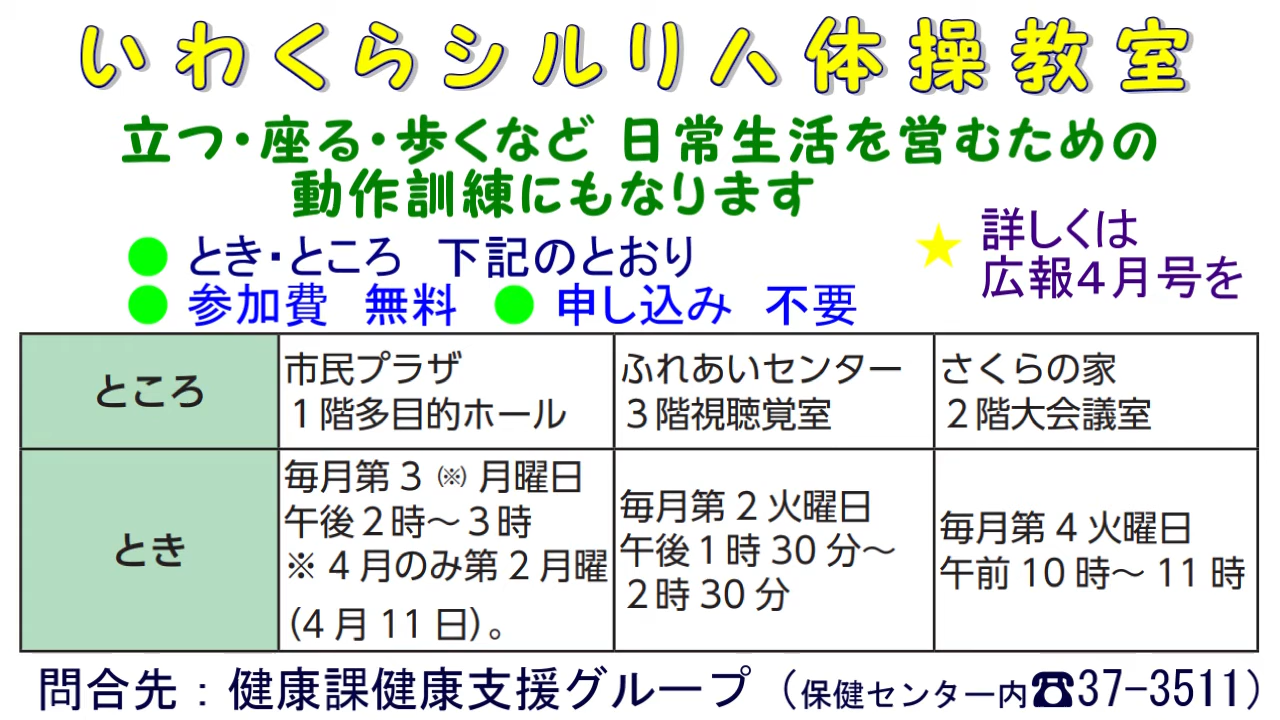 いわくらシルリハ体操教室
立つ・座る・歩くなど 日常生活を営むための
動作訓練にもなります
● とき・ところ 下記のとおり
● 参加費 無料 ● 申し込み 不要
★ 詳しくは
広報4月号を
ところ
市民プラザ
1階多目的ホール
ふれあいセンター
3階視聴覚室
さくらの家
2階大会議室
とき
毎月第3(※)月曜日
午後2時～3時
※4月のみ第2月曜
(4月11日)。
毎月第2火曜日
午後1時30分～
2時30分
毎月第4火曜日
午前10時～11時
問合先:健康課健康支援グループ (保健センター内☎37-3511)